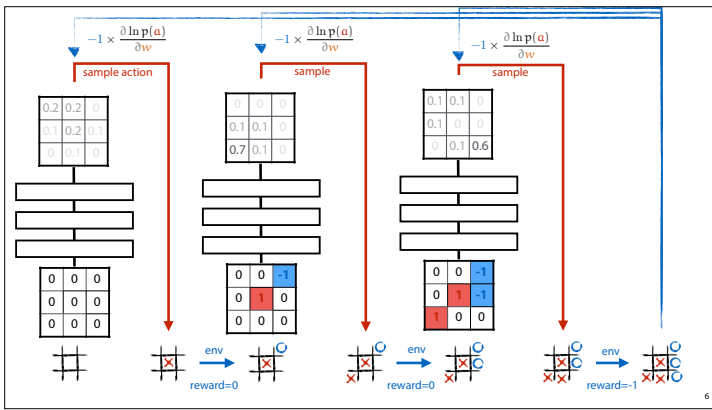 −1 × ∂ ln p(a) / ∂w
−1 × ∂ ln p(a) / ∂w
−1 × ∂ ln p(a) / ∂w
sample action
sample
sample
0.2 0.2 0
0.1 0.2 0.1
0 0.1 0
0 0 0
0.1 0.1 0
0.7 0.1 0
0.1 0.1 0
0.1 0 0
0 0.1 0.6
0 0 0
0 0 0
0 0 0
0 0 -1
0 1 0
0 0 0
0 0 -1
0 1 -1
1 0 0
env
reward=0
env
reward=0
env
reward=-1
6